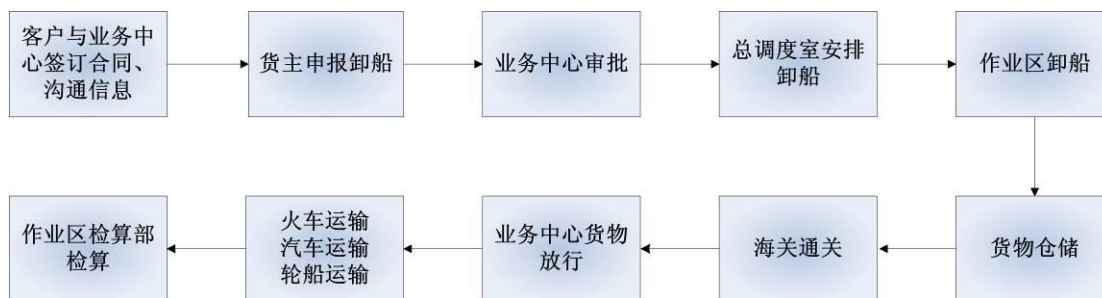 客户与业务中
心签订合同、
沟通信息
货主申报卸船
业务中心审批
总调度室安排
卸船
作业区卸船
货物仓储
海关通关
业务中心货物
放行
火车运输
汽车运输
轮船运输
作业区检算部
检算